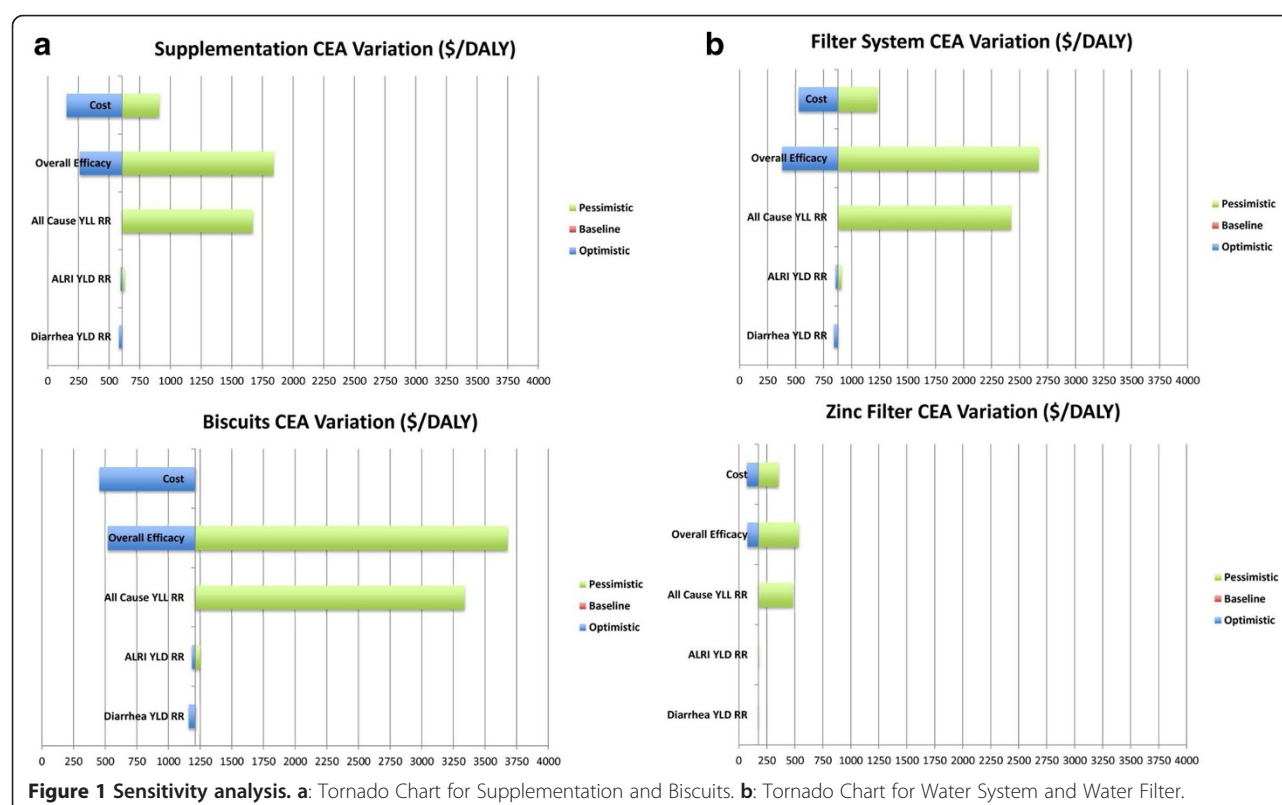 a
Supplementation CEA Variation ($/DALY)
Cost
Overall Efficacy
All Cause YLL RR
ALRI YLD RR
Diarrhea YLD RR
Pessimistic
Baseline
Optimistic
0 250 500 750 1000 1250 1500 1750 2000 2250 2500 2750 3000 3250 3500 3750 4000
Biscuits CEA Variation ($/DALY)
Cost
Overall Efficacy
All Cause YLL RR
ALRI YLD RR
Diarrhea YLD RR
Pessimistic
Baseline
Optimistic
0 250 500 750 1000 1250 1500 1750 2000 2250 2500 2750 3000 3250 3500 3750 4000
b
Filter System CEA Variation ($/DALY)
Cost
Overall Efficacy
All Cause YLL RR
ALRI YLD RR
Diarrhea YLD RR
Pessimistic
Baseline
Optimistic
0 250 500 750 1000 1250 1500 1750 2000 2250 2500 2750 3000 3250 3500 3750 4000
Zinc Filter CEA Variation ($/DALY)
Cost
Overall Efficacy
All Cause YLL RR
ALRI YLD RR
Diarrhea YLD RR
Pessimistic
Baseline
Optimistic
0 250 500 750 1000 1250 1500 1750 2000 2250 2500 2750 3000 3250 3500 3750 4000
Figure 1 Sensitivity analysis. a: Tornado Chart for Supplementation and Biscuits. b: Tornado Chart for Water System and Water Filter.